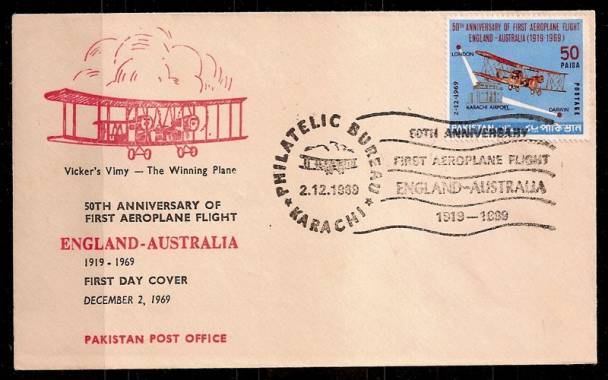 Vicker's Vimy — The Winning Plane
50TH ANNIVERSARY OF
FIRST AEROPLANE FLIGHT
ENGLAND-AUSTRALIA
1919 - 1969
FIRST DAY COVER
DECEMBER 2, 1969
PAKISTAN POST OFFICE
PHILATELIC BUREAU
2.12.1969
★ KARACHI ★
50TH ANNIVERSARY
FIRST AEROPLANE FLIGHT
ENGLAND-AUSTRALIA
1919-1969
50TH ANNIVERSARY OF FIRST AEROPLANE FLIGHT
ENGLAND-AUSTRALIA (1919-1969)
LONDON
50
PAISA
2-12-1969
POSTAGE
KARACHI AIRPORT
DARWIN
پاکستان